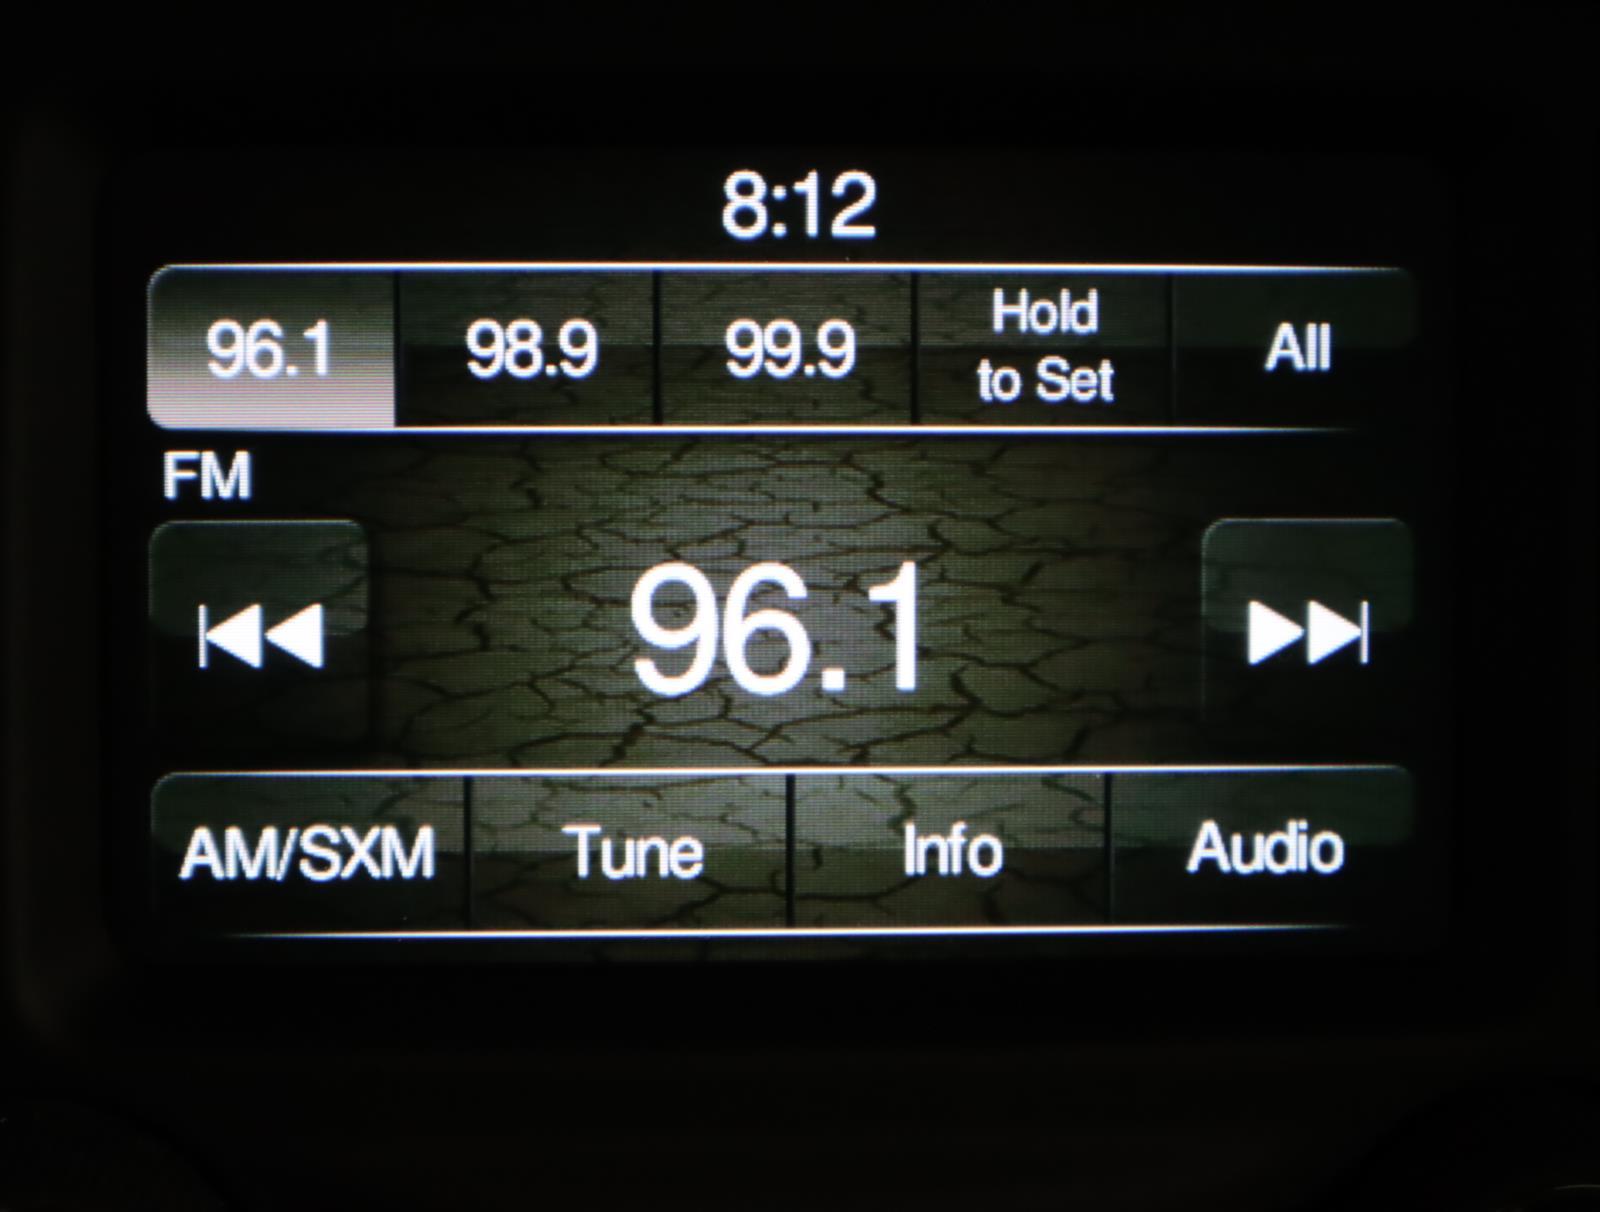 8:12
96.1 98.9 99.9 Hold to Set All
FM
96.1
AM/SXM Tune Info Audio